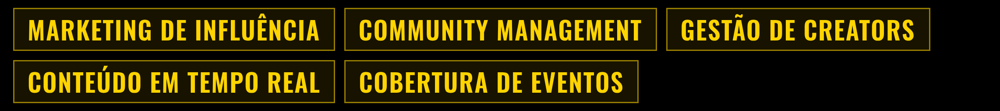 MARKETING DE INFLUÊNCIA COMMUNITY MANAGEMENT GESTÃO DE CREATORS
CONTEÚDO EM TEMPO REAL COBERTURA DE EVENTOS